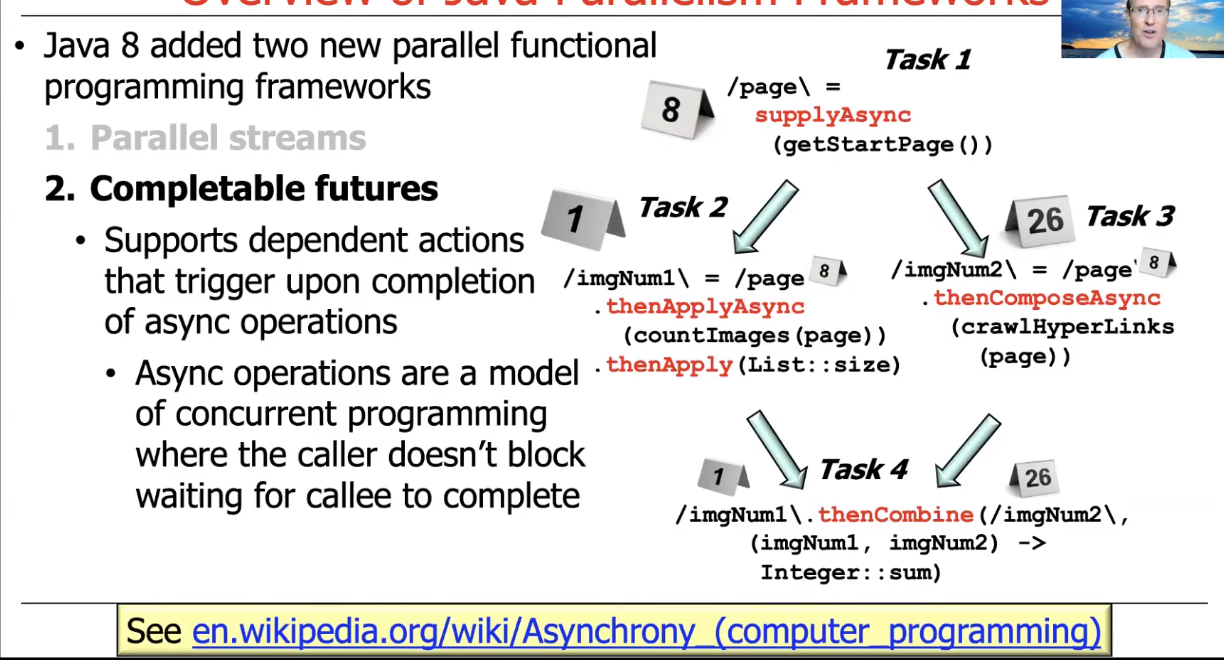 Overview of Java Parallelism Frameworks
• Java 8 added two new parallel functional
programming frameworks
1. Parallel streams
2. Completable futures
• Supports dependent actions
that trigger upon completion
of async operations
• Async operations are a model
of concurrent programming
where the caller doesn't block
waiting for callee to complete
Task 1
8
/page\ =
supplyAsync
(getStartPage())
1
Task 2
/imgNum1\ = /page
8
.thenApplyAsync
(countImages(page))
.thenApply(List::size)
26
Task 3
/imgNum2\ = /page
8
.thenComposeAsync
(crawlHyperLinks
(page))
1
Task 4
26
/imgNum1\.thenCombine(/imgNum2\,
(imgNum1, imgNum2) ->
Integer::sum)
See en.wikipedia.org/wiki/Asynchrony_(computer_programming)